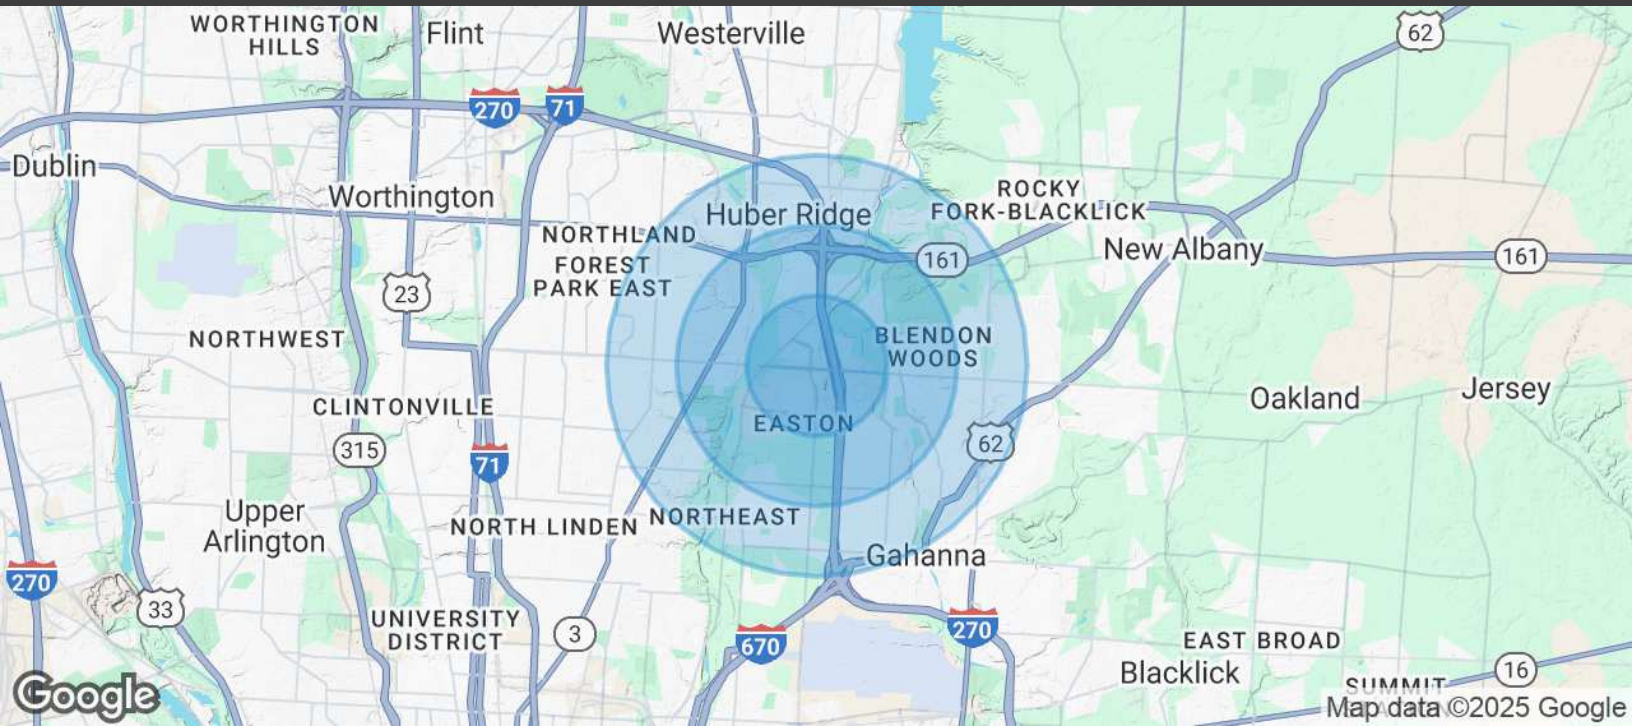 WORTHINGTON
HILLS
Flint
Westerville
62
270
71
Dublin
Worthington
ROCKY
FORK-BLACKLICK
Huber Ridge
NORTHLAND
New Albany
161
161
FOREST
PARK EAST
23
NORTHWEST
BLENDON
WOODS
CLINTONVILLE
Oakland
Jersey
EASTON
315
62
71
Upper
Arlington
NORTH LINDEN
NORTHEAST
Gahanna
270
33
UNIVERSITY
DISTRICT
3
670
270
EAST BROAD
Blacklick
16
SUMMIT
Google
Map data ©2025 Google